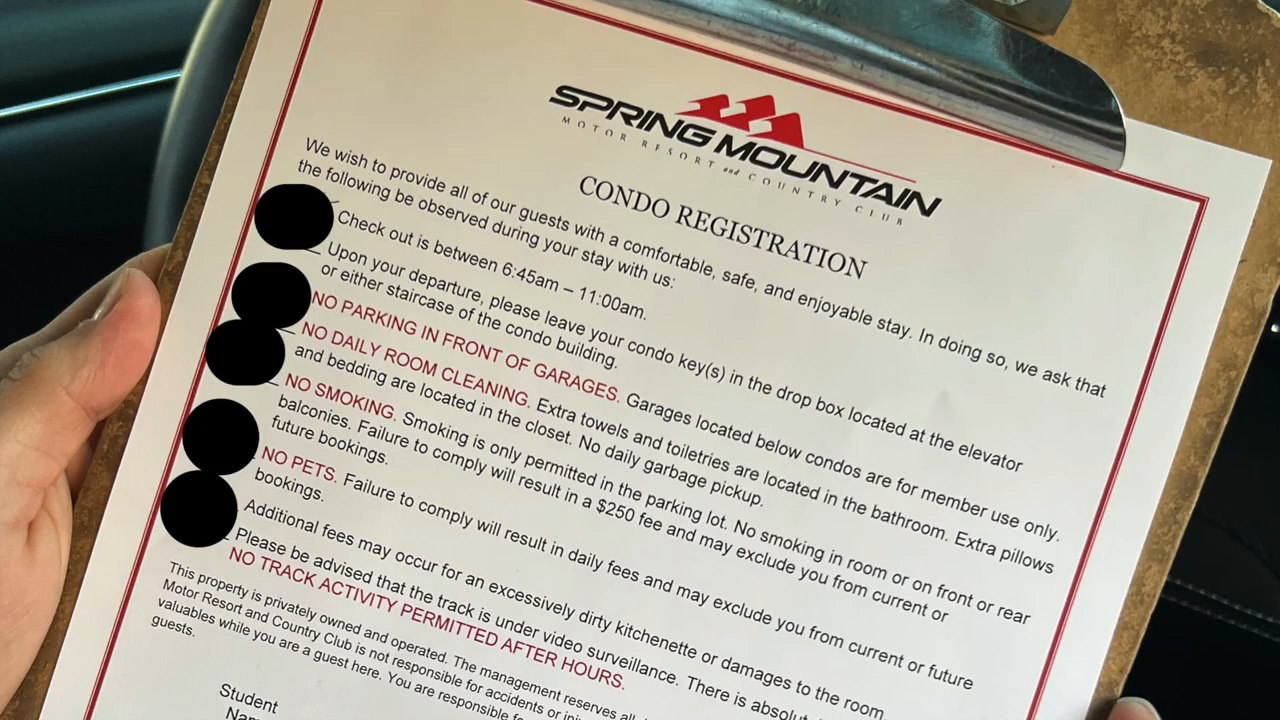 SPRING MOUNTAIN
MOTOR RESORT and COUNTRY CLUB
CONDO REGISTRATION
We wish to provide all of our guests with a comfortable, safe, and enjoyable stay. In doing so, we ask that
the following be observed during your stay with us:
Check out is between 6:45am – 11:00am.
Upon your departure, please leave your condo key(s) in the drop box located at the elevator
or either staircase of the condo building.
NO PARKING IN FRONT OF GARAGES. Garages located below condos are for member use only.
NO DAILY ROOM CLEANING. Extra towels and toiletries are located in the bathroom. Extra pillows
and bedding are located in the closet. No daily garbage pickup.
NO SMOKING. Smoking is only permitted in the parking lot. No smoking in room or on front or rear
balconies. Failure to comply will result in a $250 fee and may exclude you from current or
future bookings.
NO PETS. Failure to comply will result in daily fees and may exclude you from current or future
bookings.
Additional fees may occur for an excessively dirty kitchenette or damages to the room.
Please be advised that the track is under video surveillance. There is
NO TRACK ACTIVITY PERMITTED AFTER HOURS.
This property is privately owned and operated. The management reserves
Motor Resort and Country Club is not responsible for accidents or
valuables while you are a guest here. You are responsible
guests.
Student